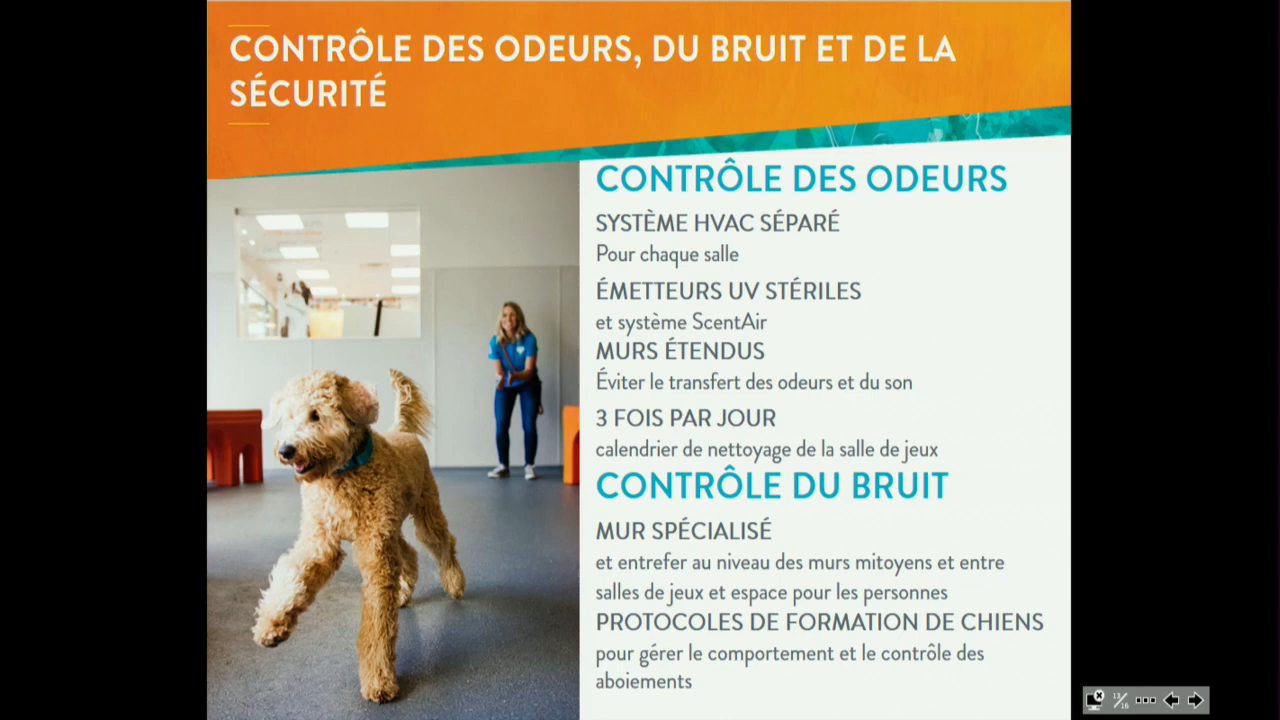 CONTRÔLE DES ODEURS, DU BRUIT ET DE LA
SÉCURITÉ
CONTRÔLE DES ODEURS
SYSTÈME HVAC SÉPARÉ
Pour chaque salle
ÉMETTEURS UV STÉRILES
et système ScentAir
MURS ÉTENDUS
Éviter le transfert des odeurs et du son
3 FOIS PAR JOUR
calendrier de nettoyage de la salle de jeux
CONTRÔLE DU BRUIT
MUR SPÉCIALISÉ
et entrefer au niveau des murs mitoyens et entre
salles de jeux et espace pour les personnes
PROTOCOLES DE FORMATION DE CHIENS
pour gérer le comportement et le contrôle des
aboiements
13/16